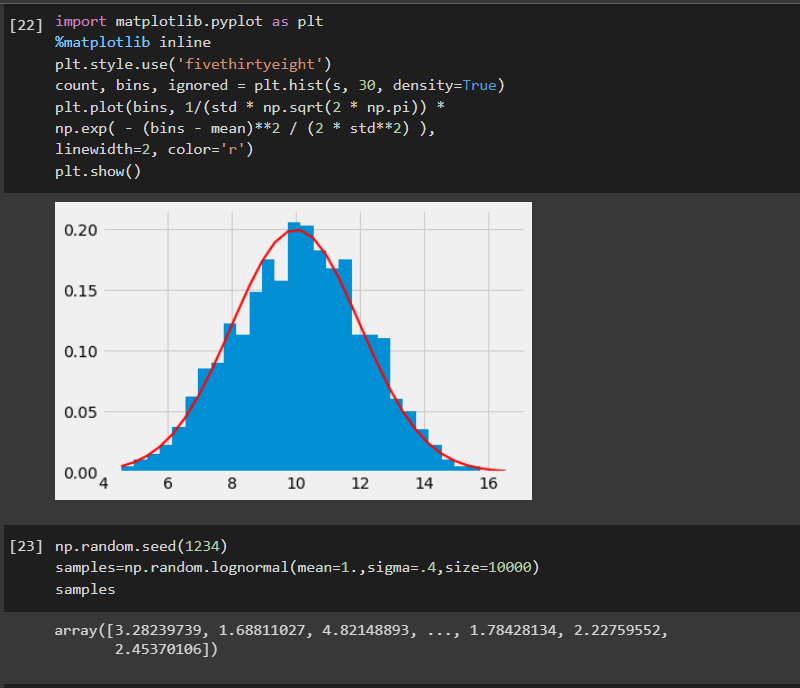 [22] import matplotlib.pyplot as plt
%matplotlib inline
plt.style.use('fivethirtyeight')
count, bins, ignored = plt.hist(s, 30, density=True)
plt.plot(bins, 1/(std * np.sqrt(2 * np.pi)) *
np.exp( - (bins - mean)**2 / (2 * std**2) ),
linewidth=2, color='r')
plt.show()
0.20
0.15
0.10
0.05
0.00
4 6 8 10 12 14 16
[23] np.random.seed(1234)
samples=np.random.lognormal(mean=1.,sigma=.4,size=10000)
samples
array([3.28239739, 1.68811027, 4.82148893, ..., 1.78428134, 2.22759552,
2.45370106])